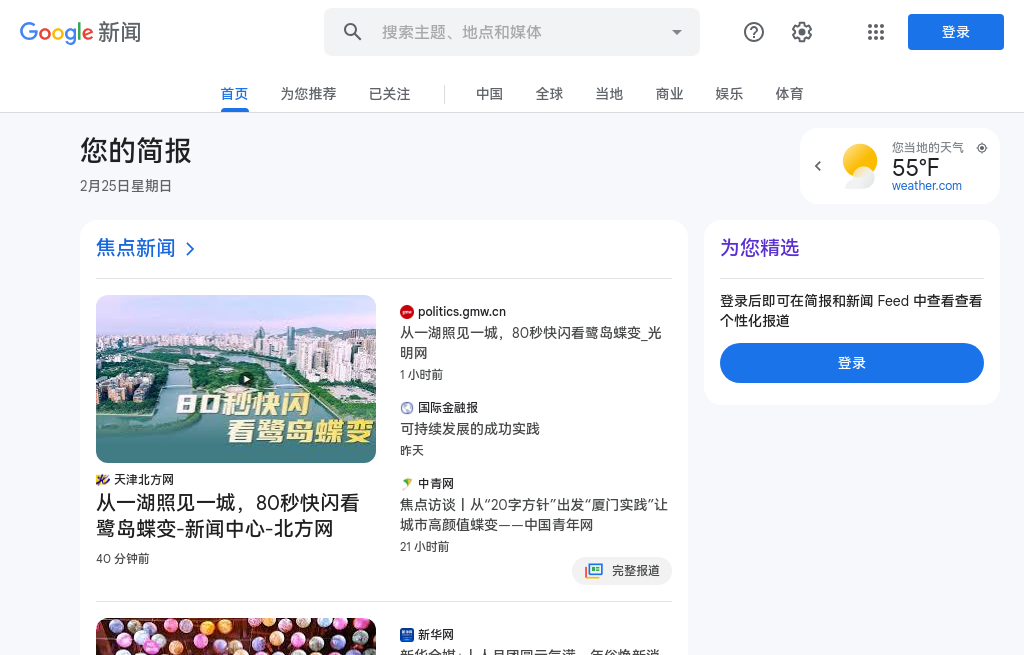 Google 新闻
搜索主题、地点和媒体
登录
首页
为您推荐
已关注
中国
全球
当地
商业
娱乐
体育
您的简报
2月25日星期日
您当地的天气
55°F
weather.com
焦点新闻
80秒快闪
看鹭岛蝶变
天津北方网
从一湖照见一城，80秒快闪看
鹭岛蝶变-新闻中心-北方网
40 分钟前
politics.gmw.cn
从一湖照见一城，80秒快闪看鹭岛蝶变_光
明网
1 小时前
国际金融报
可持续发展的成功实践
昨天
中青网
焦点访谈丨从“20字方针”出发“厦门实践”让
城市高颜值蝶变——中国青年网
21 小时前
完整报道
新华网
为您精选
登录后即可在简报和新闻 Feed 中查看查看
个性化报道
登录